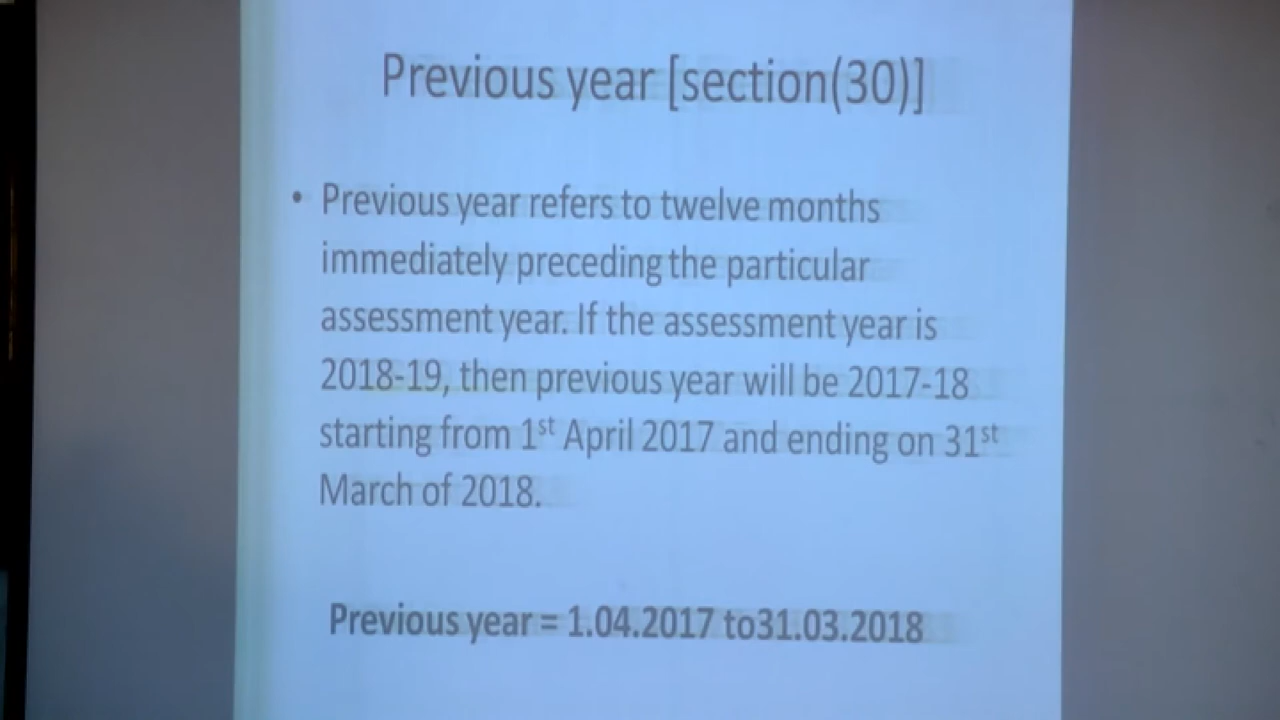 Previous year [section(30)]
• Previous year refers to twelve months
immediately preceding the particular
assessment year. If the assessment year is
2018-19, then previous year will be 2017-18
starting from 1st April 2017 and ending on 31st
March of 2018.
Previous year = 1.04.2017 to31.03.2018